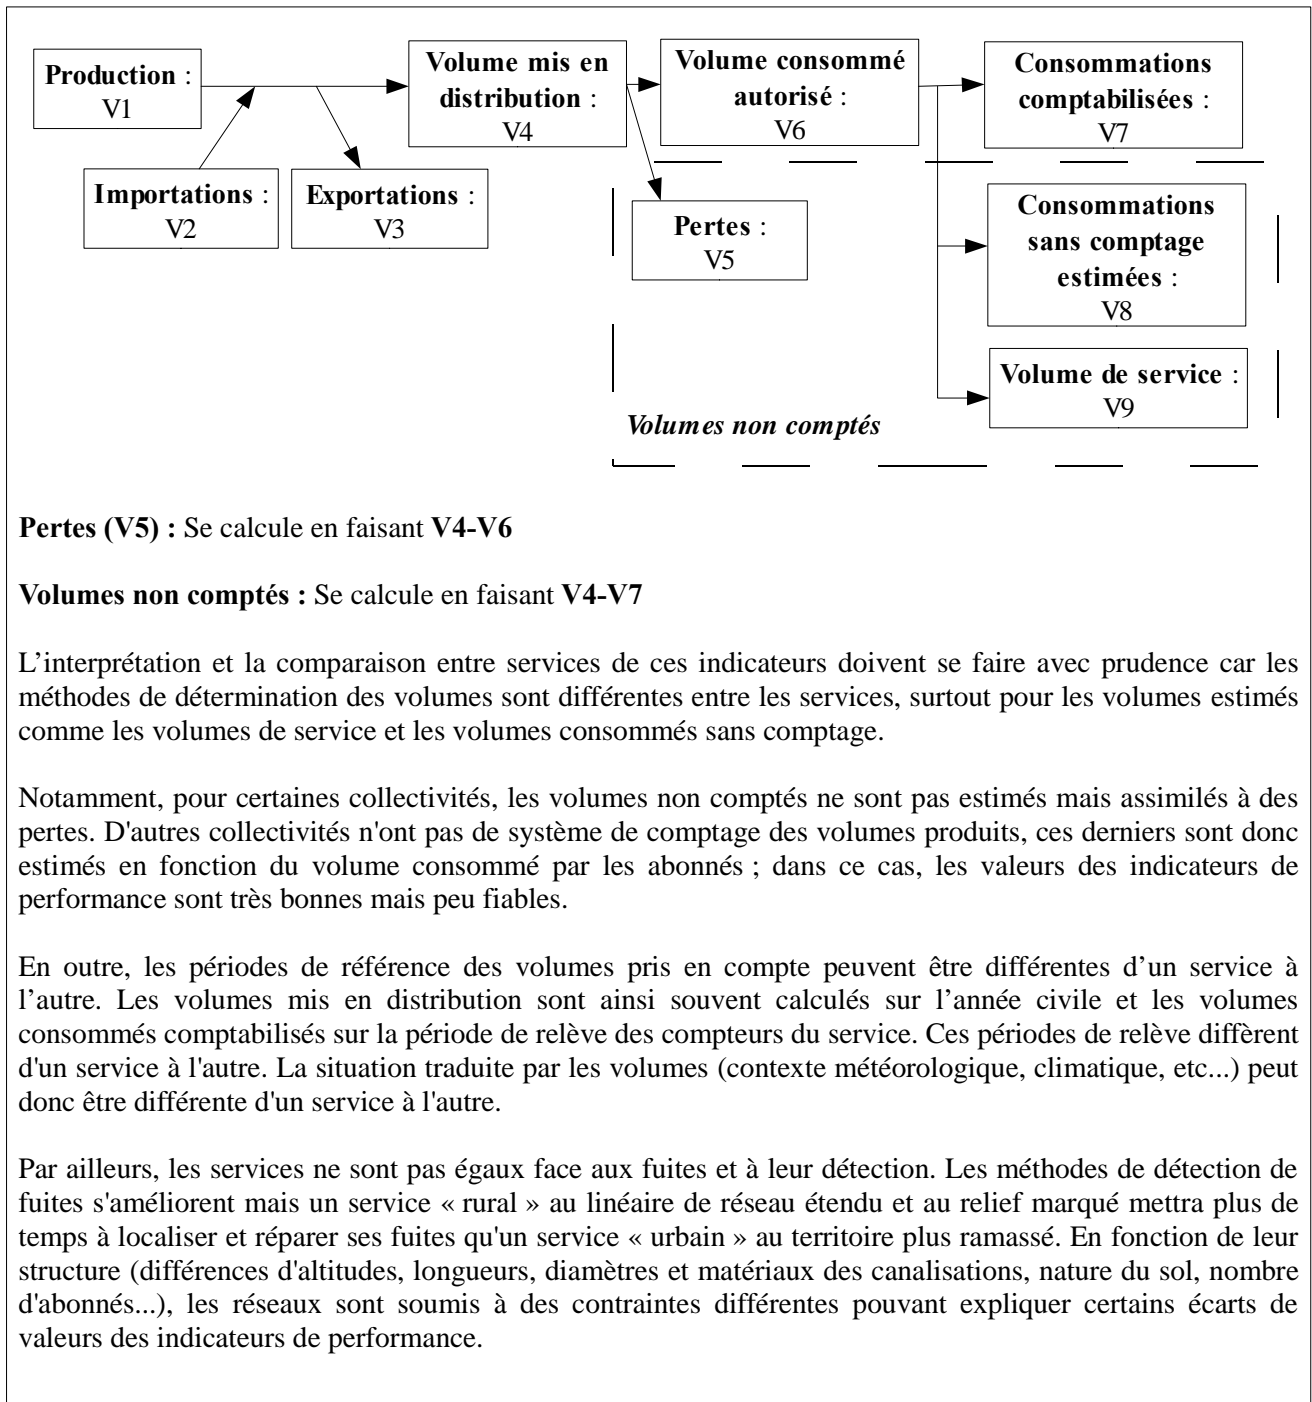 Production :
V1
Importations :
V2
Exportations :
V3
Volume mis en
distribution :
V4
Volume consommé
autorisé :
V6
Pertes :
V5
Consommations
comptabilisées :
V7
Consommations
sans comptage
estimées :
V8
Volume de service :
V9
Volumes non comptés
Pertes (V5) : Se calcule en faisant V4-V6
Volumes non comptés : Se calcule en faisant V4-V7
L’interprétation et la comparaison entre services de ces indicateurs doivent se faire avec prudence car les
méthodes de détermination des volumes sont différentes entre les services, surtout pour les volumes estimés
comme les volumes de service et les volumes consommés sans comptage.
Notamment, pour certaines collectivités, les volumes non comptés ne sont pas estimés mais assimilés à des
pertes. D'autres collectivités n'ont pas de système de comptage des volumes produits, ces derniers sont donc
estimés en fonction du volume consommé par les abonnés ; dans ce cas, les valeurs des indicateurs de
performance sont très bonnes mais peu fiables.
En outre, les périodes de référence des volumes pris en compte peuvent être différentes d’un service à
l’autre. Les volumes mis en distribution sont ainsi souvent calculés sur l’année civile et les volumes
consommés comptabilisés sur la période de relève des compteurs du service. Ces périodes de relève diffèrent
d'un service à l'autre. La situation traduite par les volumes (contexte météorologique, climatique, etc...) peut
donc être différente d'un service à l'autre.
Par ailleurs, les services ne sont pas égaux face aux fuites et à leur détection. Les méthodes de détection de
fuites s'améliorent mais un service « rural » au linéaire de réseau étendu et au relief marqué mettra plus de
temps à localiser et réparer ses fuites qu'un service « urbain » au territoire plus ramassé. En fonction de leur
structure (différences d'altitudes, longueurs, diamètres et matériaux des canalisations, nature du sol, nombre
d'abonnés...), les réseaux sont soumis à des contraintes différentes pouvant expliquer certains écarts de
valeurs des indicateurs de performance.